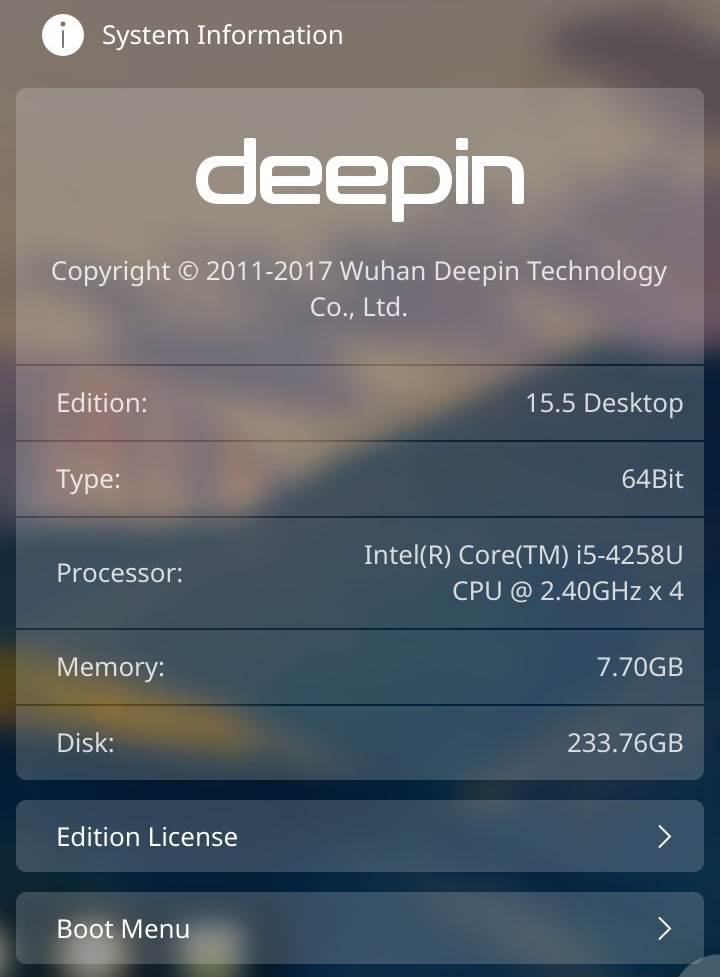 System Information
deepin
Copyright © 2011-2017 Wuhan Deepin Technology
Co., Ltd.
Edition: 15.5 Desktop
Type: 64Bit
Processor: Intel(R) Core(TM) i5-4258U
CPU @ 2.40GHz x 4
Memory: 7.70GB
Disk: 233.76GB
Edition License
Boot Menu